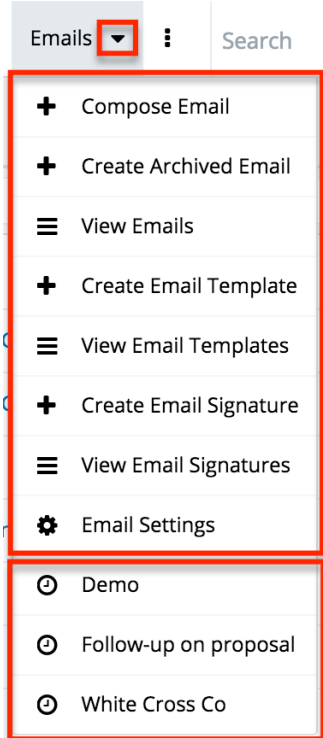 Emails Search
Compose Email
Create Archived Email
View Emails
Create Email Template
View Email Templates
Create Email Signature
View Email Signatures
Email Settings
Demo
Follow-up on proposal
White Cross Co